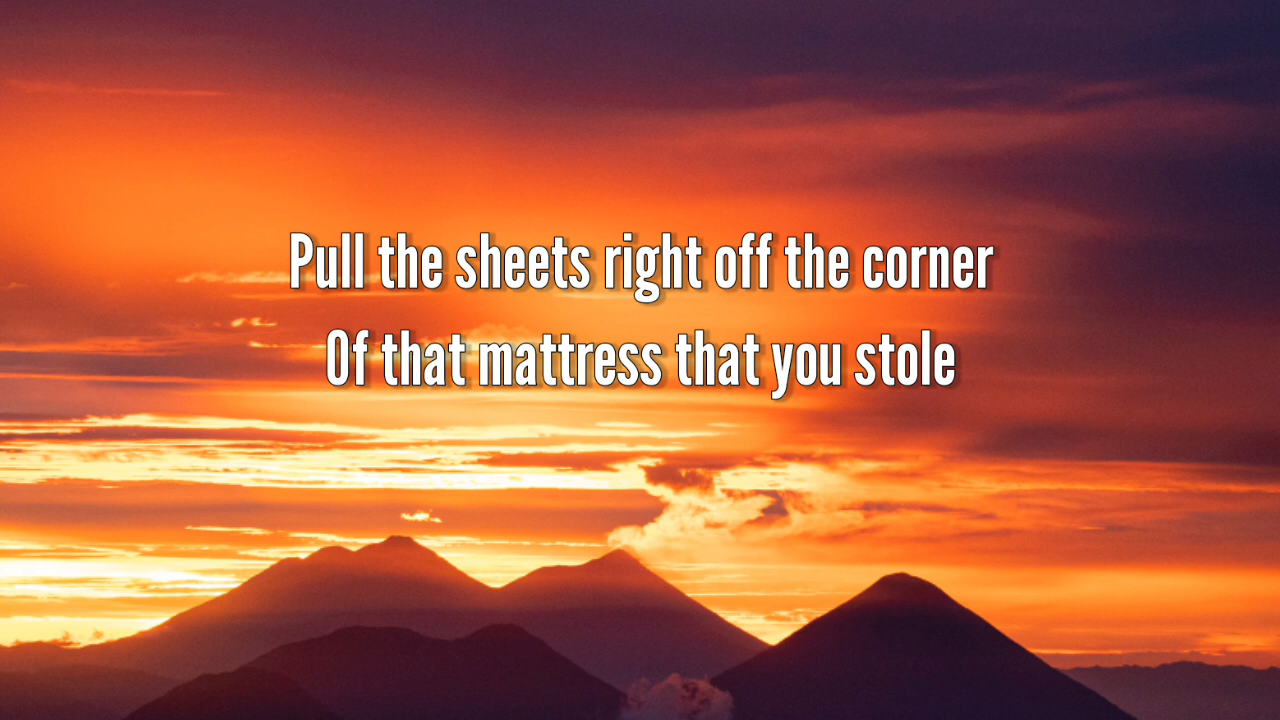 Pull the sheets right off the corner
Of that mattress that you stole